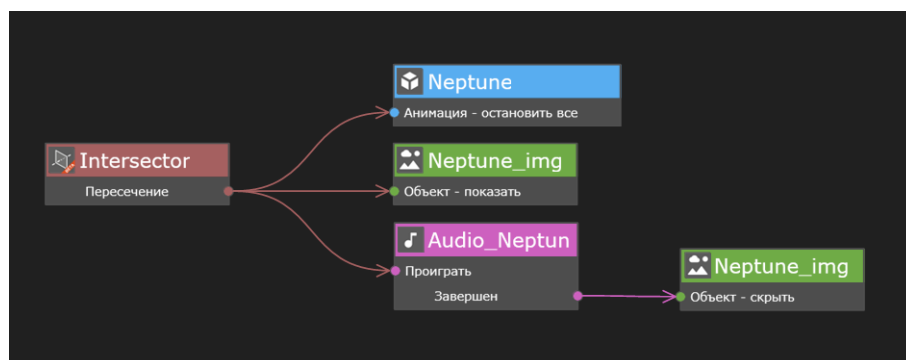 Neptune
Анимация - остановить все
Intersector
Пересечение
Neptune_img
Объект - показать
Audio_Neptun
Проиграть
Завершен
Neptune_img
Объект - скрыть